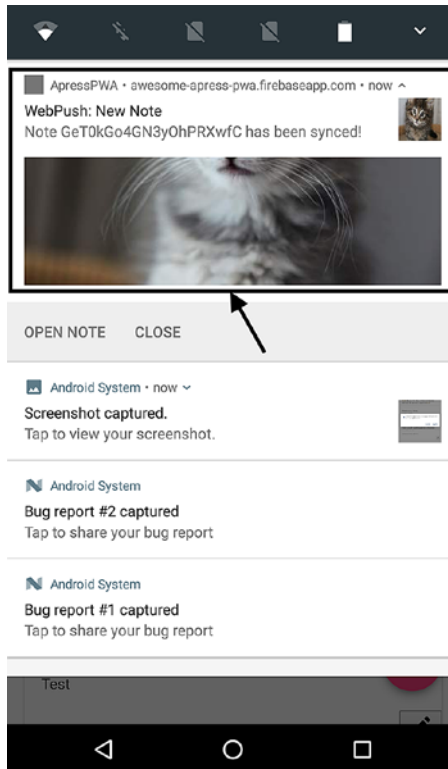 ApressPWA • awesome-apress-pwa.firebaseapp.com • now
WebPush: New Note
Note GeT0kGo4GN3yOhPRXwfC has been synced!
OPEN NOTE CLOSE
Android System • now
Screenshot captured.
Tap to view your screenshot.
Android System
Bug report #2 captured
Tap to share your bug report
Android System
Bug report #1 captured
Tap to share your bug report
Test